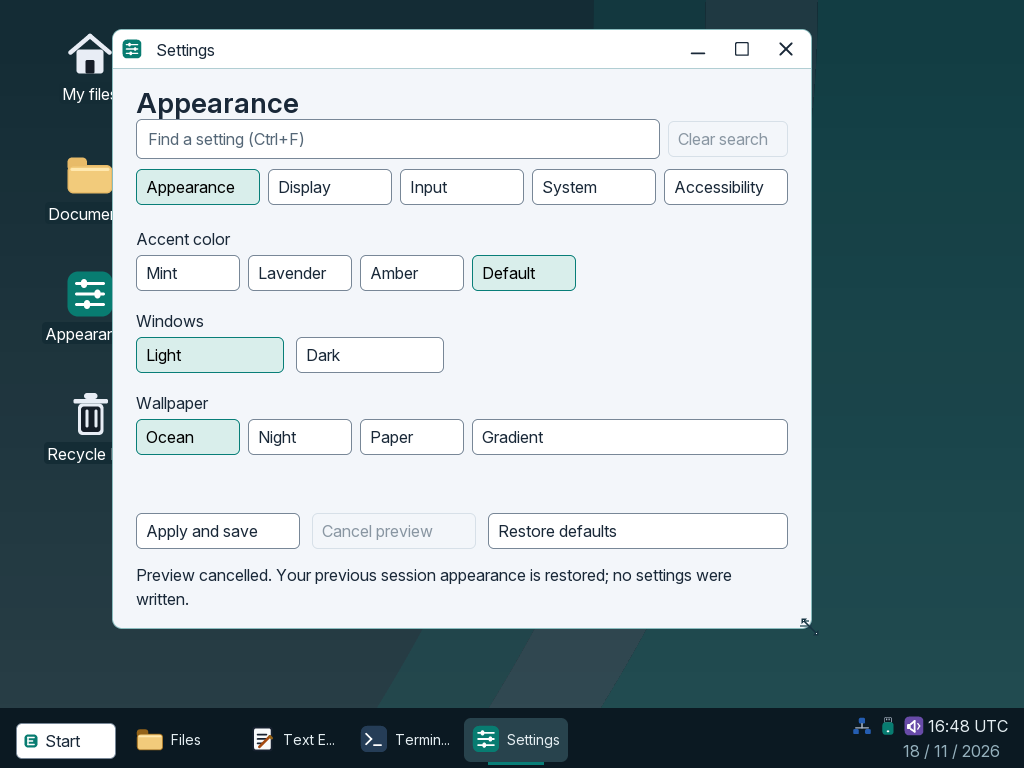 My files
Documen
Appearan
Recycle
Settings
Appearance
Find a setting (Ctrl+F)
Clear search
Appearance
Display
Input
System
Accessibility
Accent color
Mint
Lavender
Amber
Default
Windows
Light
Dark
Wallpaper
Ocean
Night
Paper
Gradient
Apply and save
Cancel preview
Restore defaults
Preview cancelled. Your previous session appearance is restored; no settings were
written.
Start
Files
Text E...
Termin...
Settings
16:48 UTC
18 / 11 / 2026